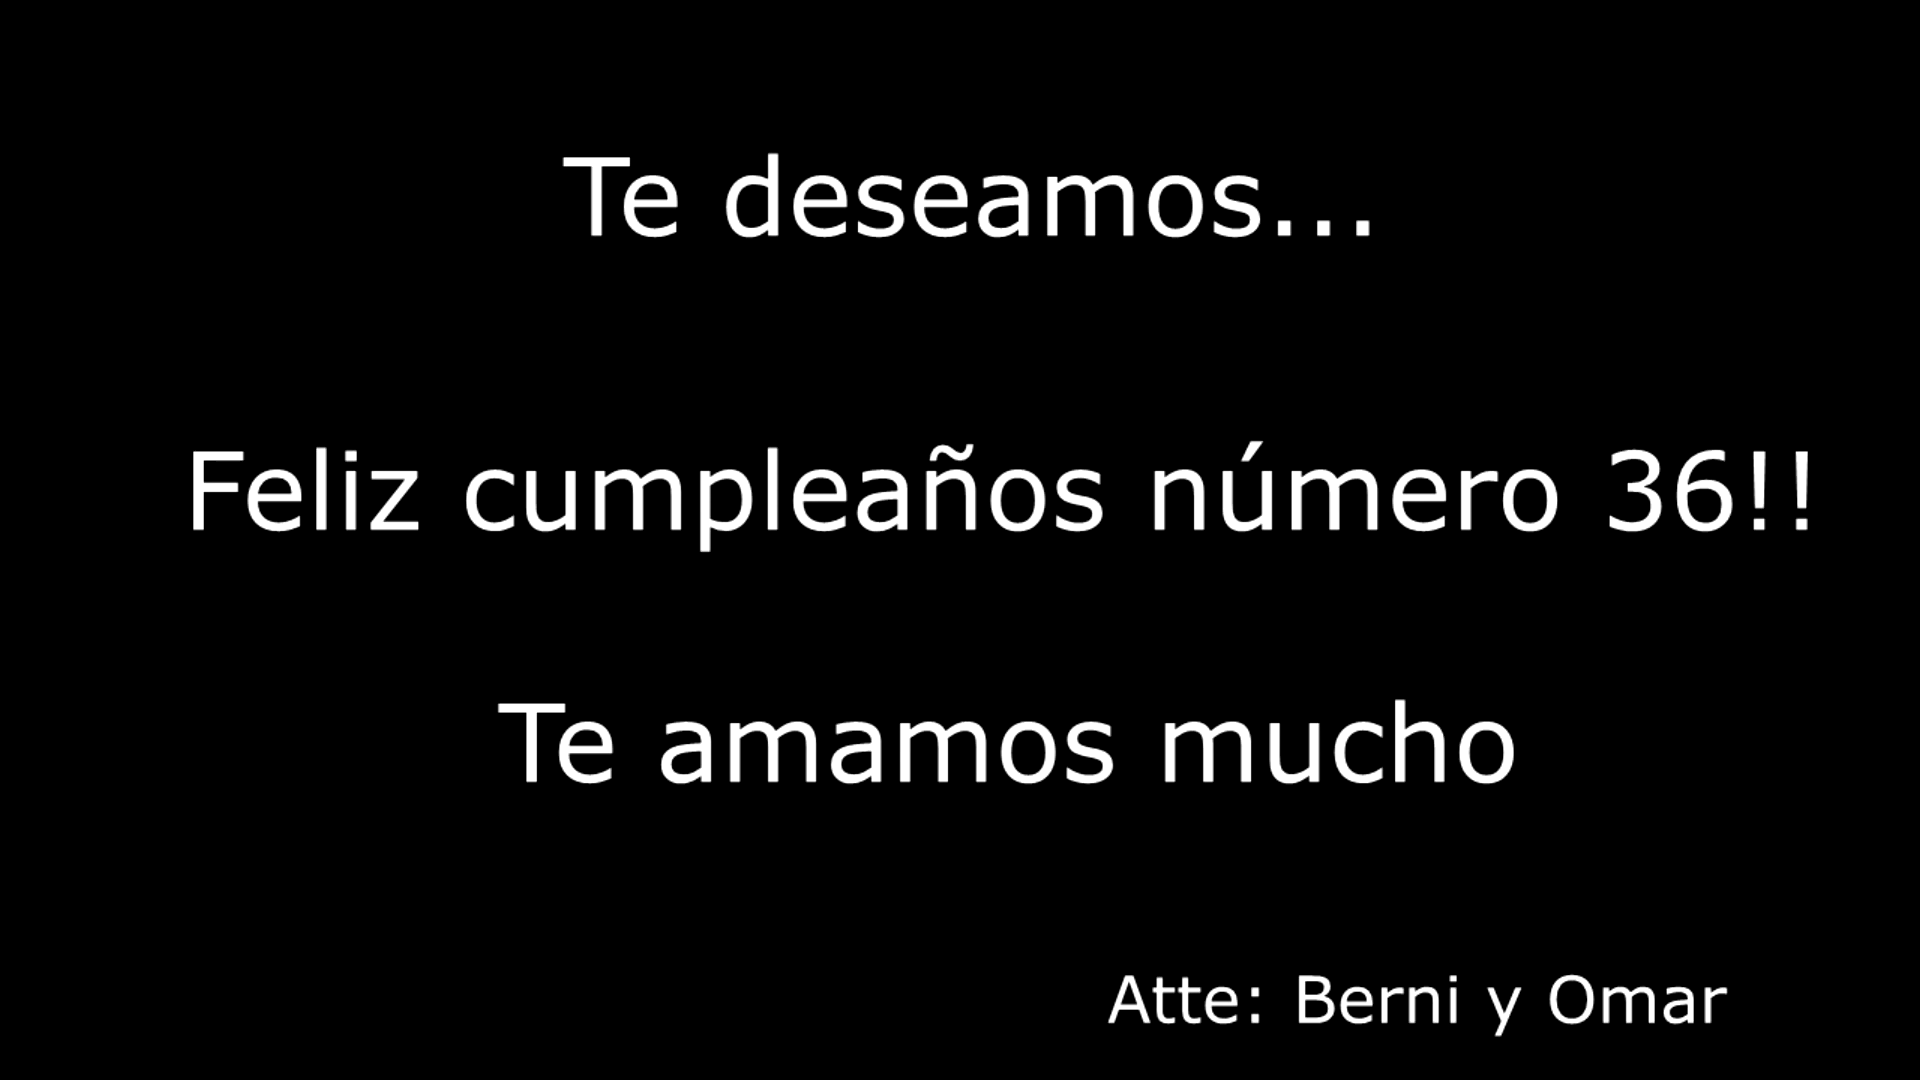 Te deseamos...
Feliz cumpleaños número 36!!
Te amamos mucho
Atte: Berni y Omar